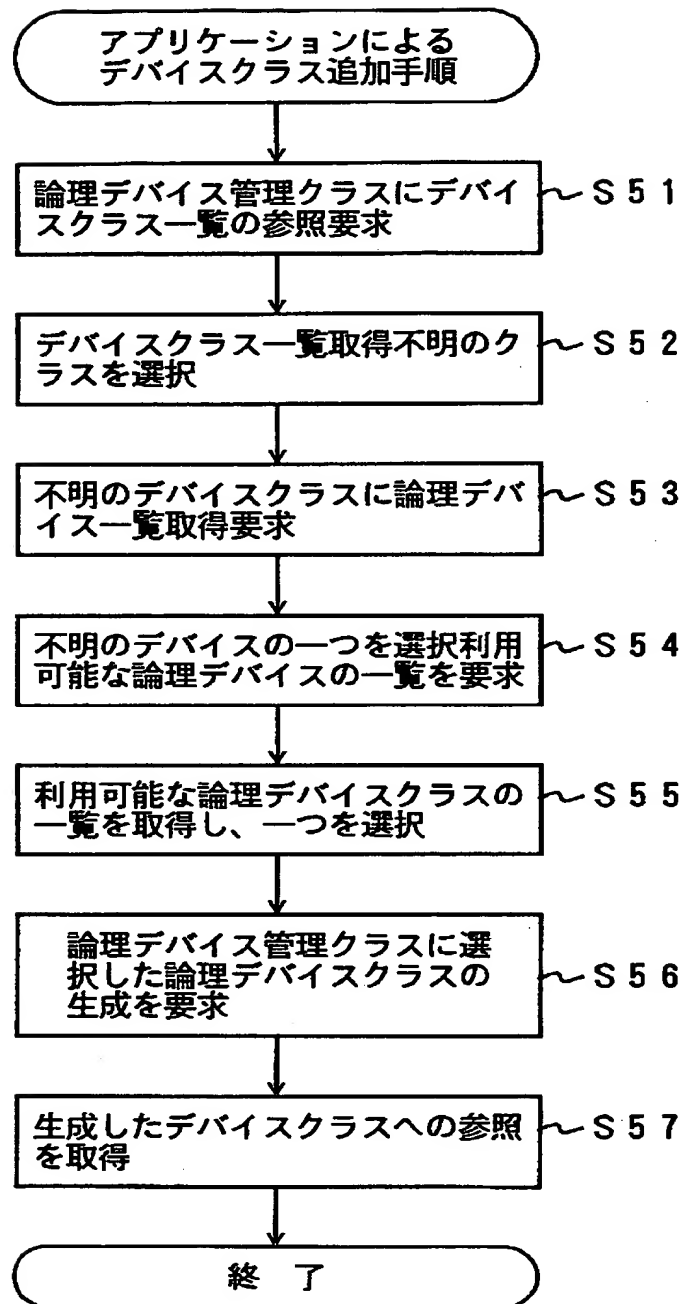 アプリケーションによる
デバイスクラス追加手順
論理デバイス管理クラスにデバイ
スクラス一覧の参照要求
S51
デバイスクラス一覧取得不明のク
ラスを選択
S52
不明のデバイスクラスに論理デバ
イス一覧取得要求
S53
不明のデバイスの一つを選択利用
可能な論理デバイスの一覧を要求
S54
利用可能な論理デバイスクラスの
一覧を取得し、一つを選択
S55
論理デバイス管理クラスに選
択した論理デバイスクラスの
生成を要求
S56
生成したデバイスクラスへの参照
を取得
S57
終 了